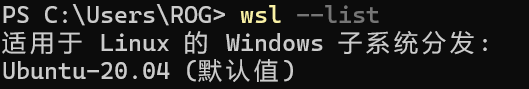 PS C:\Users\ROG> wsl --list
适用于 Linux 的 Windows 子系统分发:
Ubuntu-20.04 (默认值)